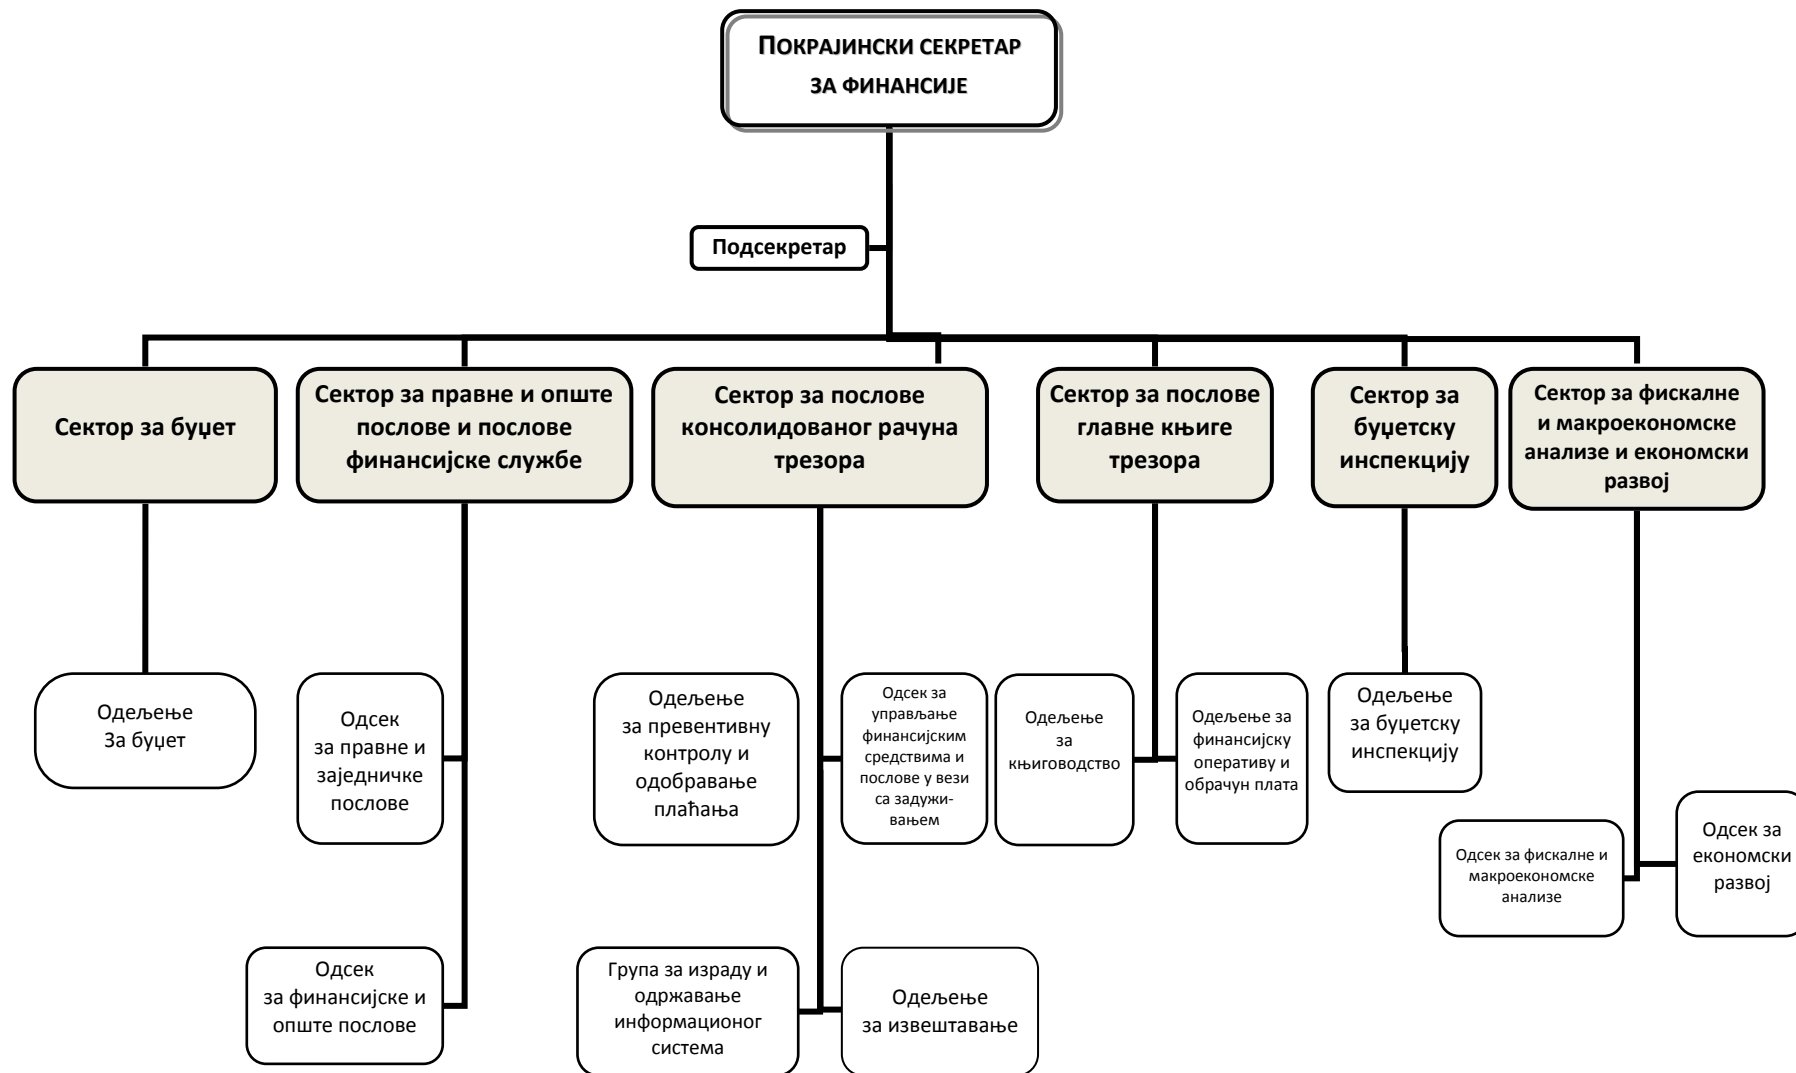 ПОКРАЈИНСКИ СЕКРЕТАР
ЗА ФИНАНСИЈЕ
Подсекретар
Сектор за буџет
Сектор за правне и опште
послове и послове
финансијске службе
Сектор за послове
консолидованог рачуна
трезора
Сектор за послове
главне књиге
трезора
Сектор за
буџетску
инспекцију
Сектор за фискалне
и макроекономске
анализе и економски
развој
Одељење
За буџет
Одсек
за правне и
заједничке
послове
Одељење
за превентивну
контролу и
одобравање
плаћања
Одсек за
управљање
финансијским
средствима и
послове у вези
са задужи-
вањем
Одељење
за
књиговодство
Одељење за
финансијску
оперативу и
обрачун плата
Одељење
за буџетску
инспекцију
Одсек за фискалне и
макроекономске
анализе
Одсек за
економски
развој
Одсек
за финансијске и
опште послове
Група за израду и
одржавање
информационог
система
Одељење
за извештавање